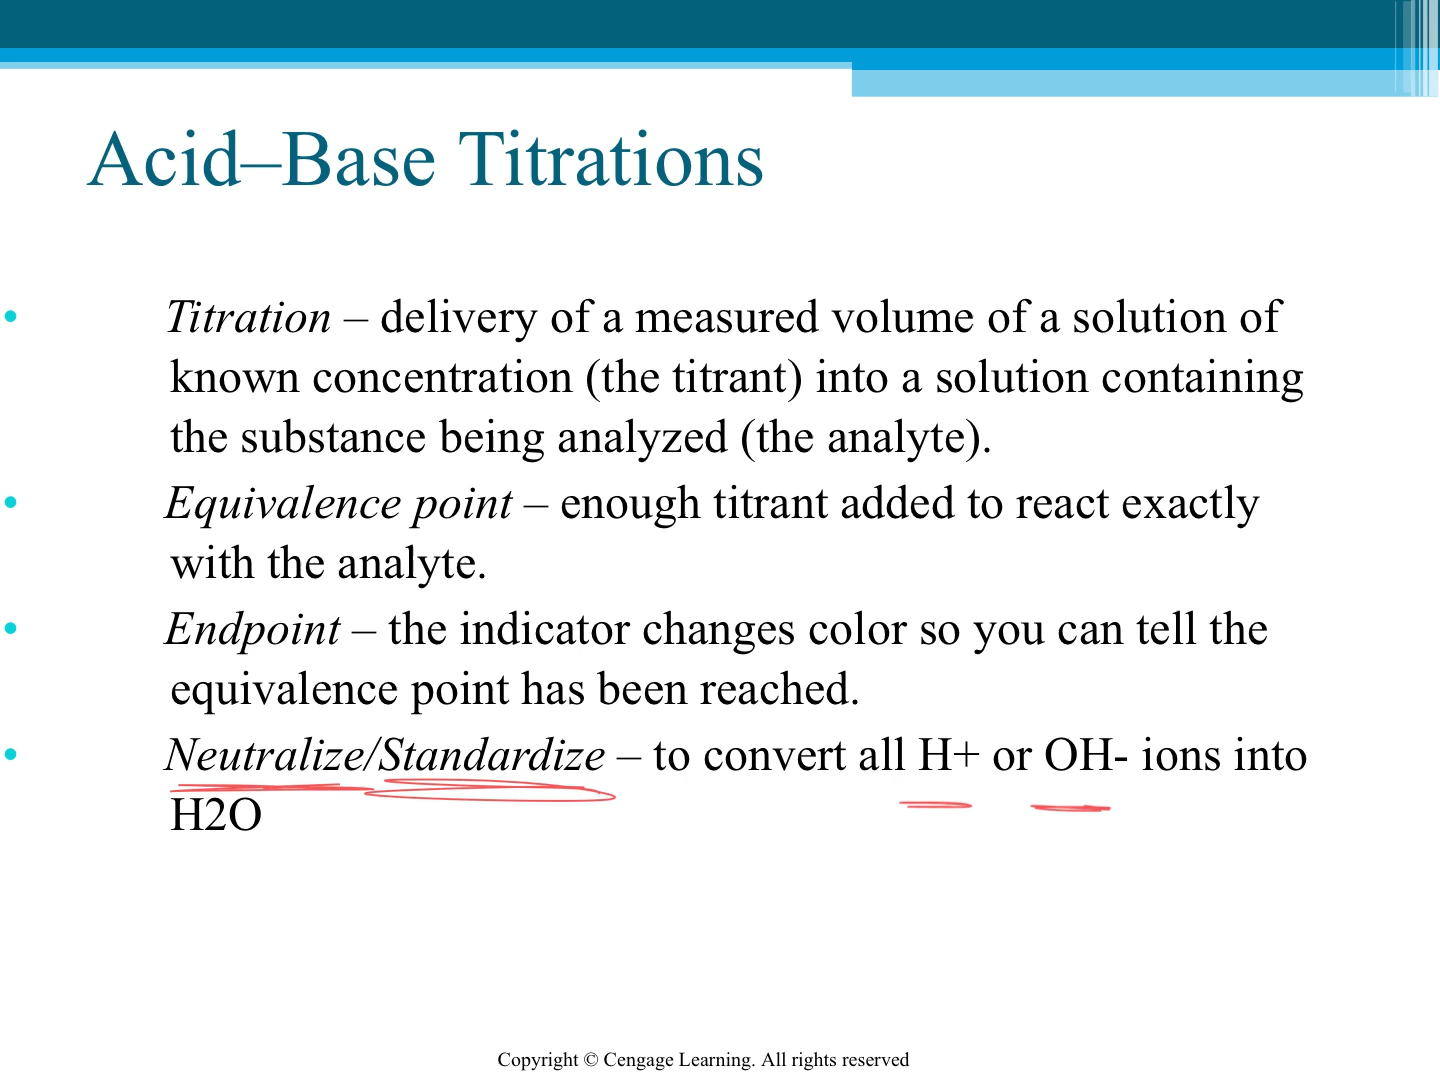 Acid–Base Titrations
• Titration – delivery of a measured volume of a solution of
known concentration (the titrant) into a solution containing
the substance being analyzed (the analyte).
• Equivalence point – enough titrant added to react exactly
with the analyte.
• Endpoint – the indicator changes color so you can tell the
equivalence point has been reached.
• Neutralize/Standardize – to convert all H+ or OH- ions into
H2O
Copyright © Cengage Learning. All rights reserved